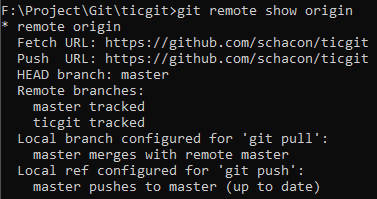 F:\Project\Git\ticgit>git remote show origin
* remote origin
  Fetch URL: https://github.com/schacon/ticgit
  Push  URL: https://github.com/schacon/ticgit
  HEAD branch: master
  Remote branches:
    master tracked
    ticgit tracked
  Local branch configured for 'git pull':
    master merges with remote master
  Local ref configured for 'git push':
    master pushes to master (up to date)